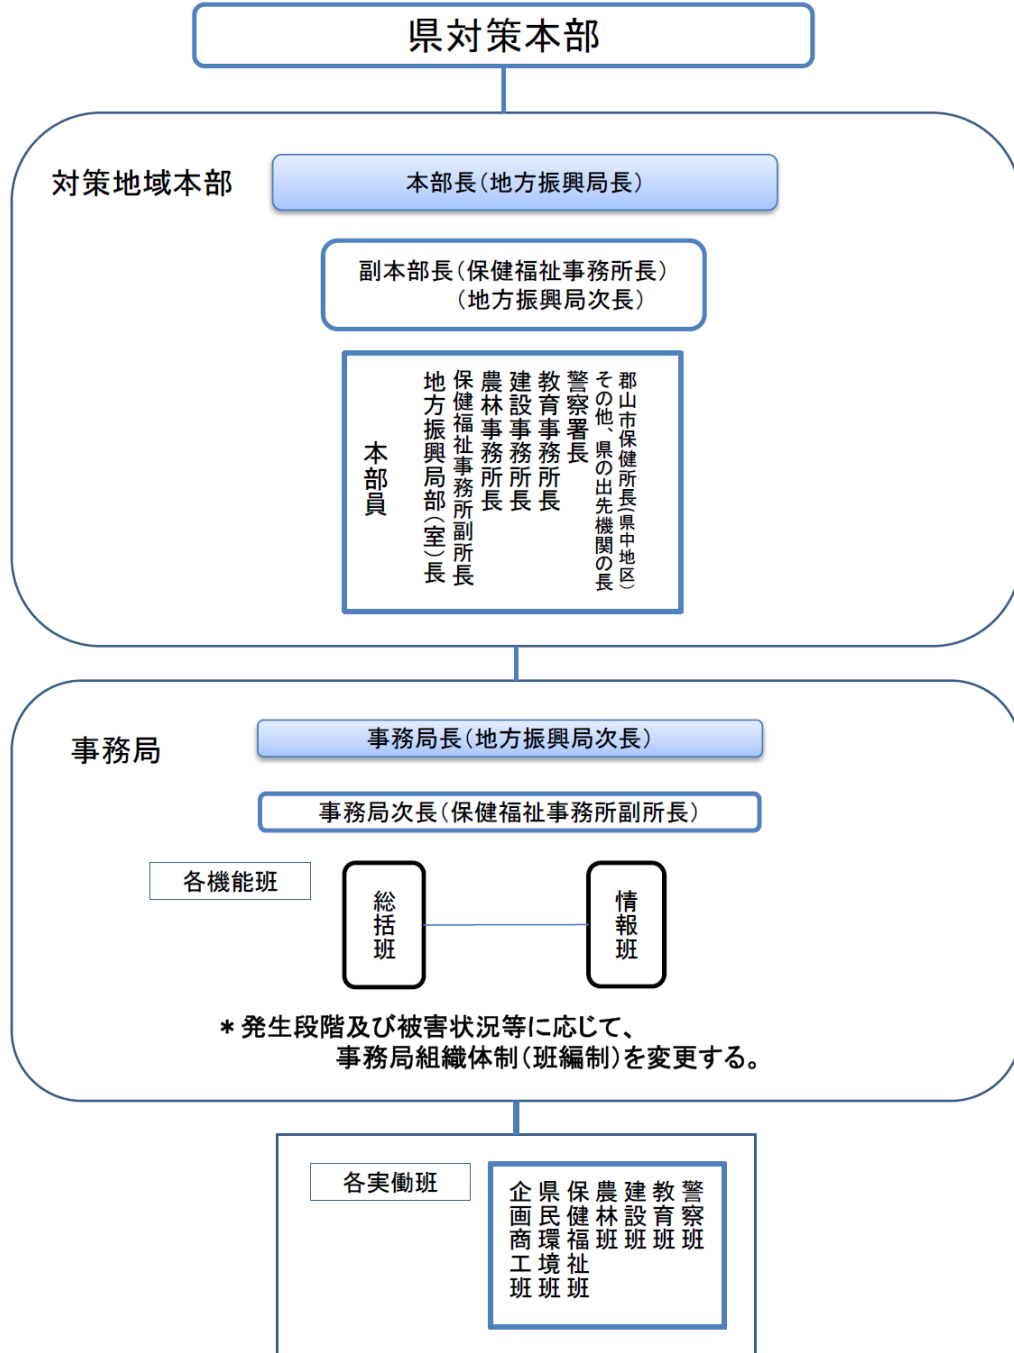 県対策本部
対策地域本部
本部長(地方振興局長)
副本部長(保健福祉事務所長)
(地方振興局次長)
本部員
地方振興局部(室)長
保健福祉事務所副所長
農林事務所長
建設事務所長
教育事務所長
警察署長
その他、県の出先機関の長
郡山市保健所長(県中地区)
事務局
事務局長(地方振興局次長)
事務局次長(保健福祉事務所副所長)
各機能班
総括班
情報班
*発生段階及び被害状況等に応じて、
事務局組織体制(班編制)を変更する。
各実働班
企画商工班
県民環境班
保健福祉班
農林班
建設班
教育班
警察班